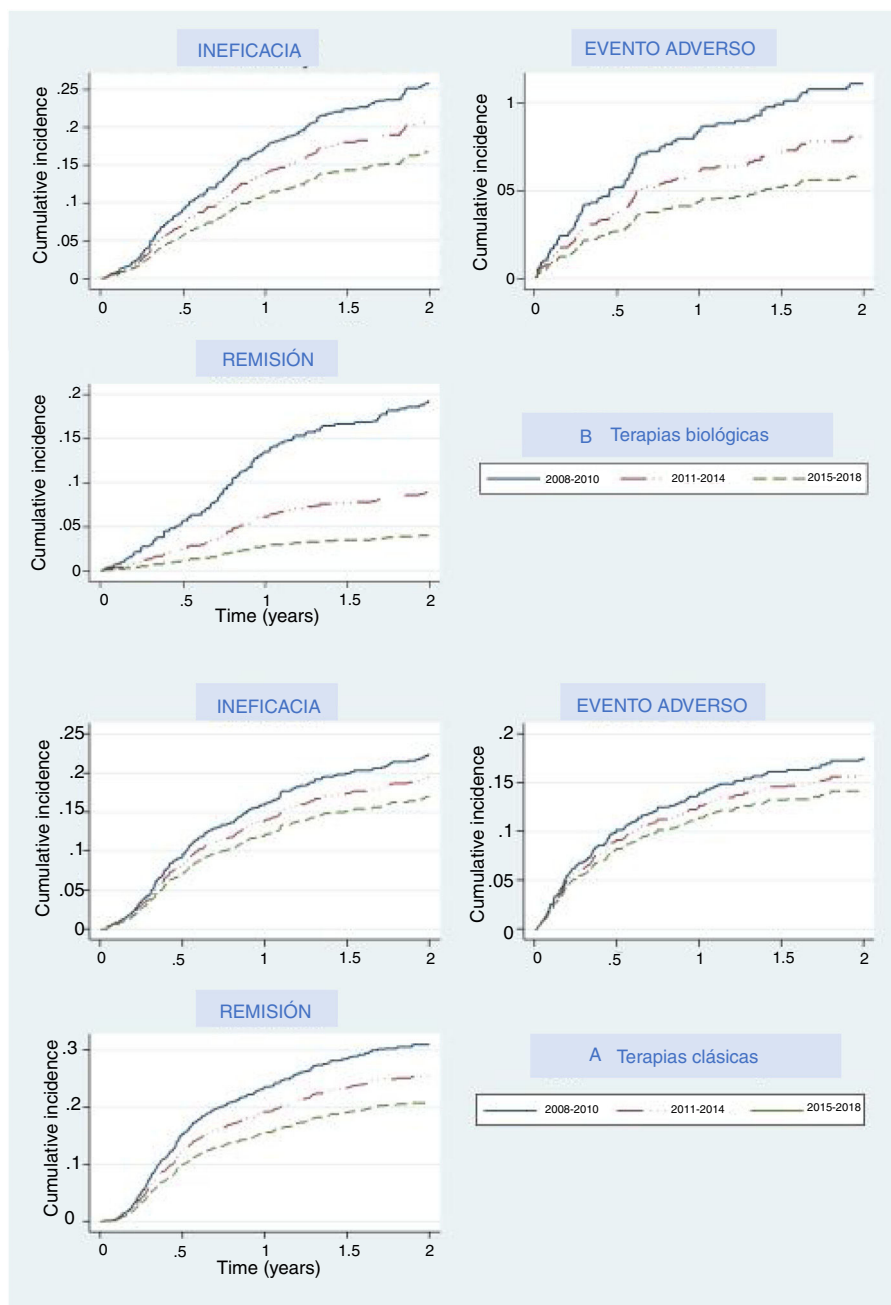 INEFICACIA
Cumulative incidence
.25
.2
.15
.1
.05
0
0 .5 1 1.5 2
EVENTO ADVERSO
Cumulative incidence
1
05
0
0 .5 1 1.5 2
REMISIÓN
Cumulative incidence
.2
.15
.1
.05
0
0 .5 1 1.5 2
Time (years)
B Terapias biológicas
2008-2010 2011-2014 2015-2018
INEFICACIA
Cumulative incidence
.25
.2
.15
.1
.05
0
0 .5 1 1.5 2
EVENTO ADVERSO
Cumulative incidence
.2
.15
.1
.05
0
0 .5 1 1.5 2
REMISIÓN
Cumulative incidence
.3
.2
.1
0
0 .5 1 1.5 2
Time (years)
A Terapias clásicas
2008-2010 2011-2014 2015-2018